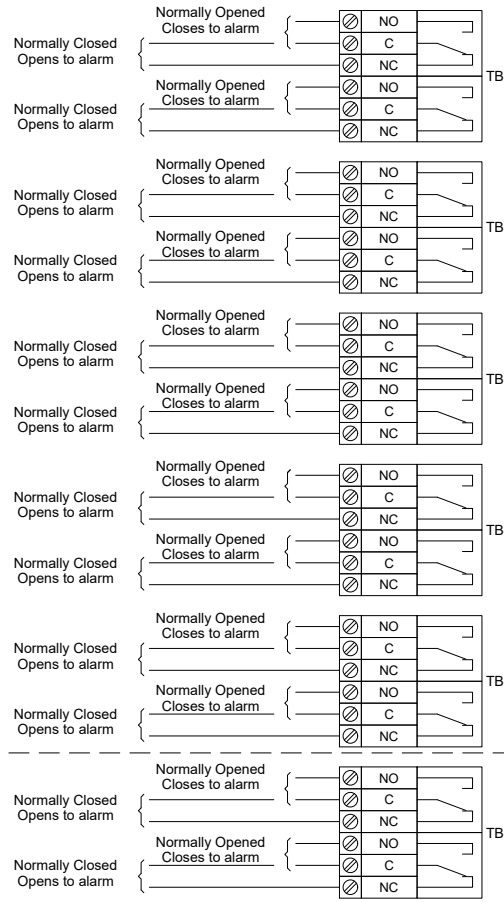 Normally Opened
Closes to alarm
NO
Normally Closed
Opens to alarm
C
NC
TB
Normally Opened
Closes to alarm
NO
Normally Closed
Opens to alarm
C
NC
Normally Opened
Closes to alarm
NO
Normally Closed
Opens to alarm
C
NC
TB
Normally Opened
Closes to alarm
NO
Normally Closed
Opens to alarm
C
NC
Normally Opened
Closes to alarm
NO
Normally Closed
Opens to alarm
C
NC
TB
Normally Opened
Closes to alarm
NO
Normally Closed
Opens to alarm
C
NC
Normally Opened
Closes to alarm
NO
Normally Closed
Opens to alarm
C
NC
TB
Normally Opened
Closes to alarm
NO
Normally Closed
Opens to alarm
C
NC
Normally Opened
Closes to alarm
NO
Normally Closed
Opens to alarm
C
NC
TB
Normally Opened
Closes to alarm
NO
Normally Closed
Opens to alarm
C
NC
Normally Opened
Closes to alarm
NO
Normally Closed
Opens to alarm
C
NC
TB
Normally Opened
Closes to alarm
NO
Normally Closed
Opens to alarm
C
NC